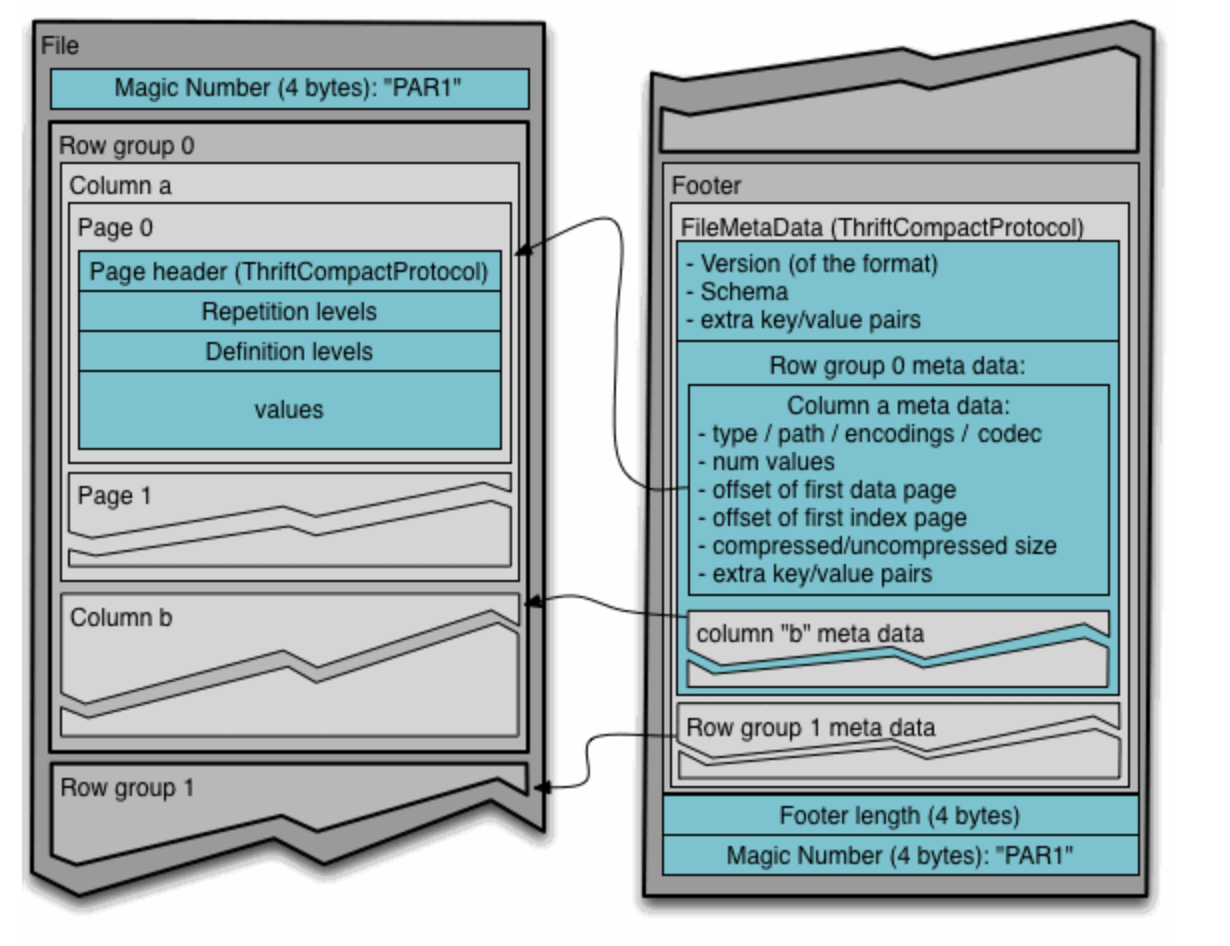 File
Magic Number (4 bytes): "PAR1"
Row group 0
Column a
Page 0
Page header (ThriftCompactProtocol)
Repetition levels
Definition levels
values
Page 1
Column b
Row group 1
Footer
FileMetaData (ThriftCompactProtocol)
- Version (of the format)
- Schema
- extra key/value pairs
Row group 0 meta data:
Column a meta data:
- type / path / encodings / codec
- num values
- offset of first data page
- offset of first index page
- compressed/uncompressed size
- extra key/value pairs
column "b" meta data
Row group 1 meta data
Footer length (4 bytes)
Magic Number (4 bytes): "PAR1"